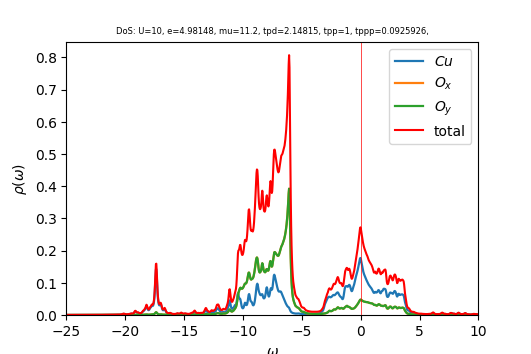 DoS: U=10, e=4.98148, mu=11.2, tpd=2.14815, tpp=1, tppp=0.0925926,
ρ(ω)
0.8
0.7
0.6
0.5
0.4
0.3
0.2
0.1
0.0
Cu
O_x
O_y
total
−25 −20 −15 −10 −5 0 5 10
ω